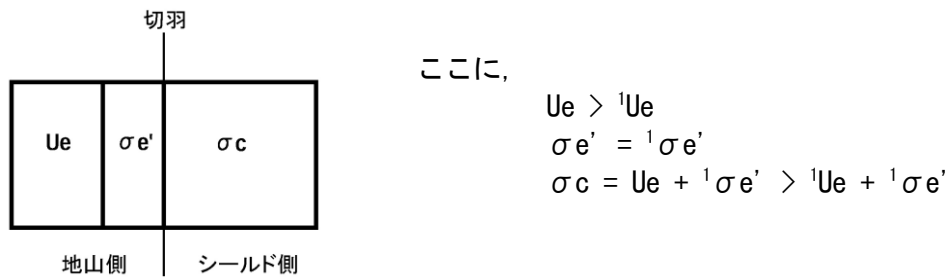 切羽
Ue σe' σc
地山側 シールド側
ここに,
Ue > ¹Ue
σe’ = ¹σe’
σc = Ue + ¹σe’ > ¹Ue + ¹σe’